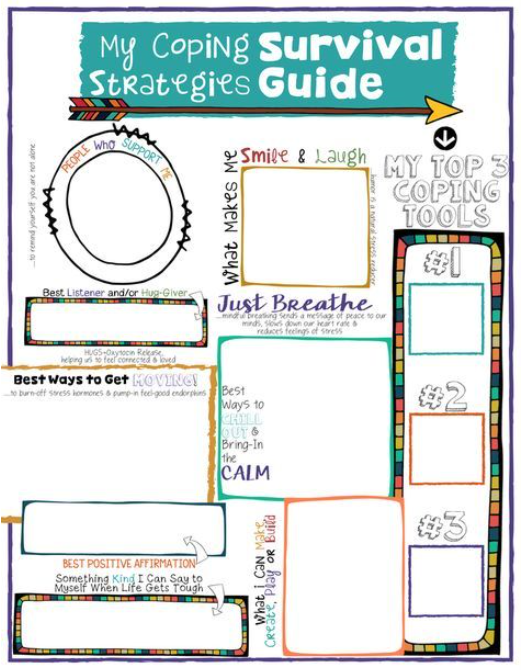 My Coping Survival
Strategies Guide
PEOPLE WHO SUPPORT ME
...to remind yourself you are not alone
Best Listener and/or Hug-Giver
HUGS=Oxytocin Release,
helping us to feel connected & loved
What Makes Me
Smile & Laugh
humor is a natural stress reducer
Just Breathe
...mindful breathing sends a message of peace to our
minds, slows down our heart rate &
reduces feelings of stress
MY TOP 3
COPING
TOOLS
#1
#2
#3
Best Ways to Get MOVING!
...to burn-off stress hormones & pump-in feel-good endorphins
Best
Ways to
CHILL
OUT &
Bring-In
the
CALM
BEST POSITIVE AFFIRMATION
Something Kind I Can Say to
Myself When Life Gets Tough
What I Can Make,
Create, Play or Build